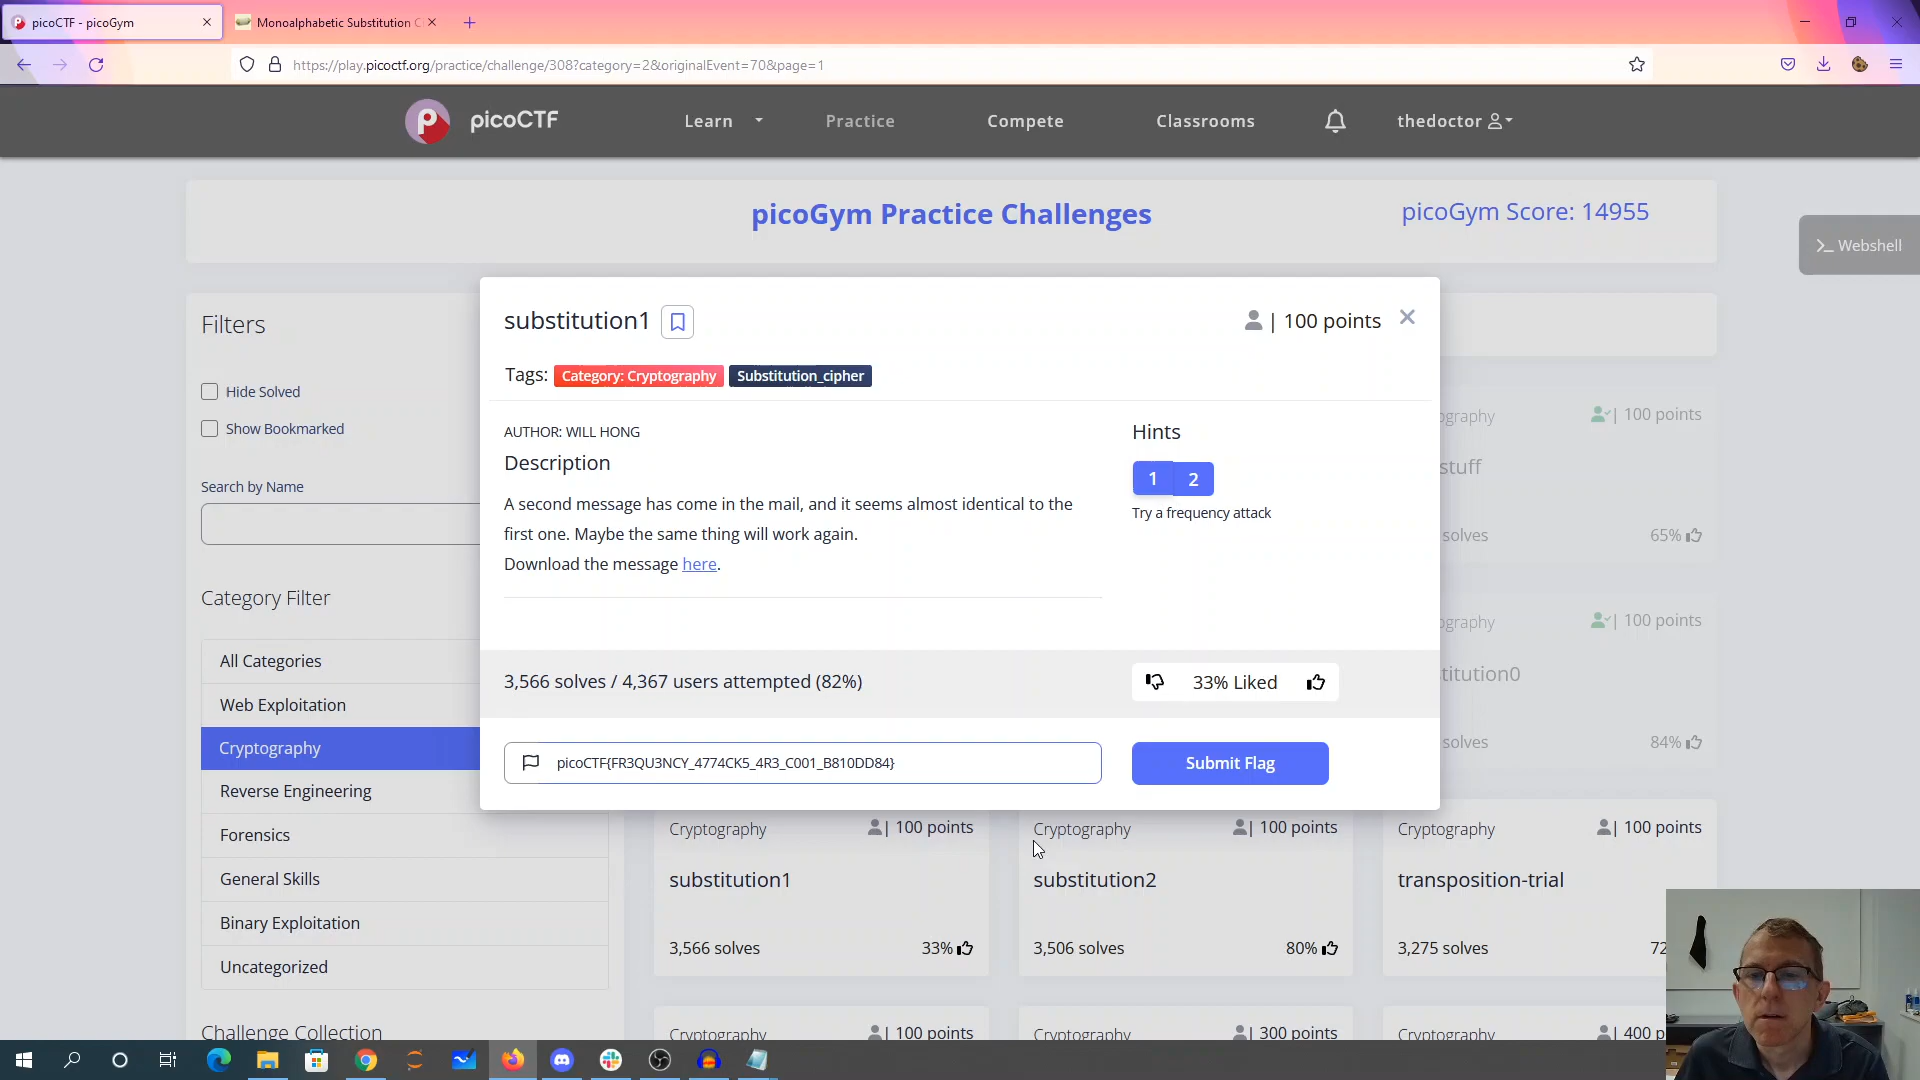 picoCTF - picoGym
Monoalphabetic Substitution C
https://play.picoctf.org/practice/challenge/308?category=2&originalEvent=70&page=1
picoCTF
Learn
Practice
Compete
Classrooms
thedoctor
picoGym Practice Challenges
picoGym Score: 14955
Webshell
Filters
Hide Solved
Show Bookmarked
Search by Name
Category Filter
All Categories
Web Exploitation
Cryptography
Reverse Engineering
Forensics
General Skills
Binary Exploitation
Uncategorized
Challenge Collection
substitution1
| 100 points
Tags: Category: Cryptography Substitution_cipher
AUTHOR: WILL HONG
Description
A second message has come in the mail, and it seems almost identical to the
first one. Maybe the same thing will work again.
Download the message here.
Hints
1 2
Try a frequency attack
3,566 solves / 4,367 users attempted (82%)
33% Liked
picoCTF{FR3QU3NCY_4774CK5_4R3_C001_B810DD84}
Submit Flag
ography | 100 points
stuff
solves 65%
ography | 100 points
titution0
solves 84%
Cryptography | 100 points
substitution1
3,566 solves 33%
Cryptography | 100 points
substitution2
3,506 solves 80%
Cryptography | 100 points
transposition-trial
3,275 solves 72
Cryptography | 100 points
Cryptography | 300 points
Cryptography | 400 p